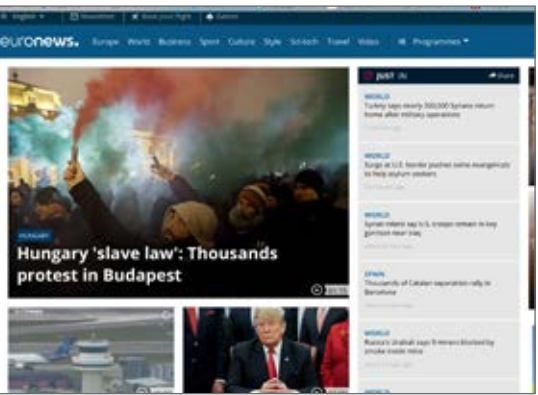 English
Newsletter
Book your flight
Games
euronews.
Europe World Business Sport Culture Style Sci-tech Travel Video Programmes
HUNGARY
Hungary 'slave law': Thousands
protest in Budapest
JUST IN
Share
WORLD
Turkey says nearly 300,000 Syrians return
home after military operations
WORLD
Surge at U.S. border pushes some evangelicals
to help asylum seekers
WORLD
Syrian rebels say U.S. troops remain in key
garrison near Iraq
SPAIN
Thousands of Catalan separatists rally in
Barcelona
WORLD
Russia's Uralkali says 9 miners blocked by
smoke inside mine
WORLD